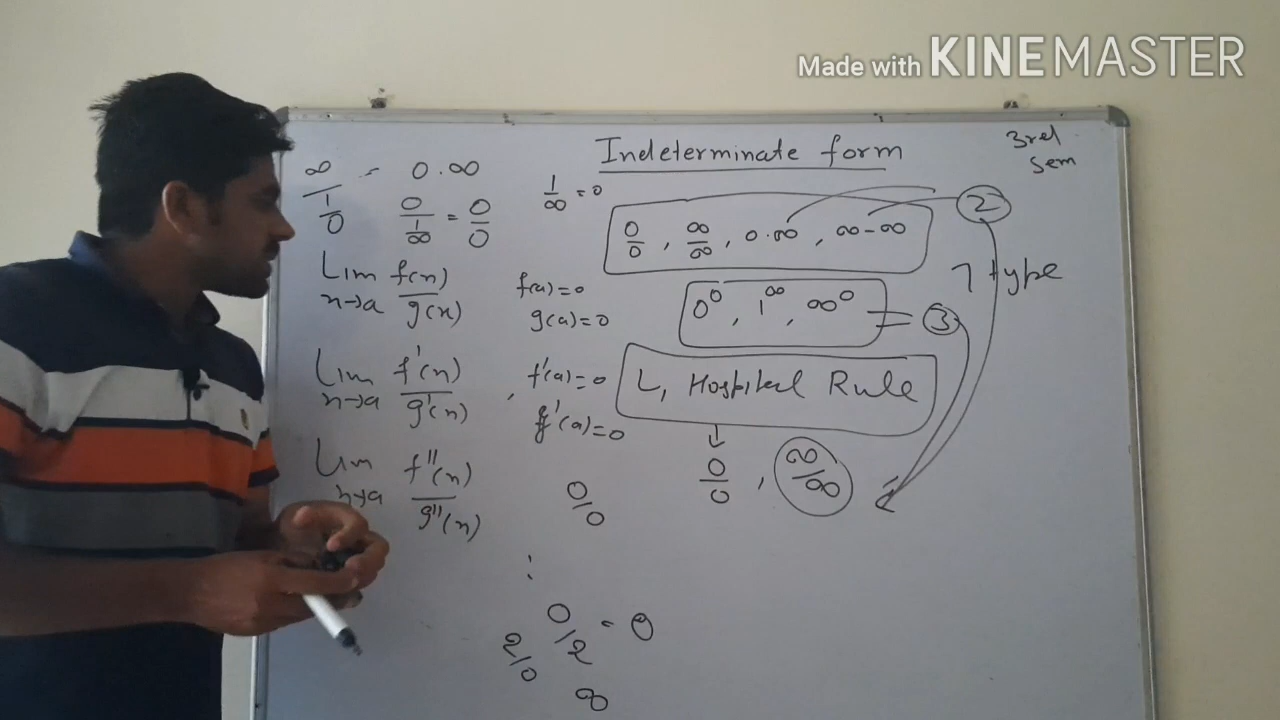 Made with KINEMASTER
Indeterminate form
3rd
sem
∞/(1/0) = 0.∞
0/(1/∞) = 0/0
1/∞ = 0
0/0 , ∞/∞ , 0.∞ , ∞-∞
2
7 type
0^0 , 1^∞ , ∞^0
3
Lim x→a f(x)/g(x)
f(a)=0
g(a)=0
L, Hospital Rule
Lim x→a f'(x)/g'(x) , f'(a)=0
g'(a)=0
0/0 , ∞/∞
Lim x→a f''(x)/g''(x)
0/0
:
0/2 = 0
2/0
∞